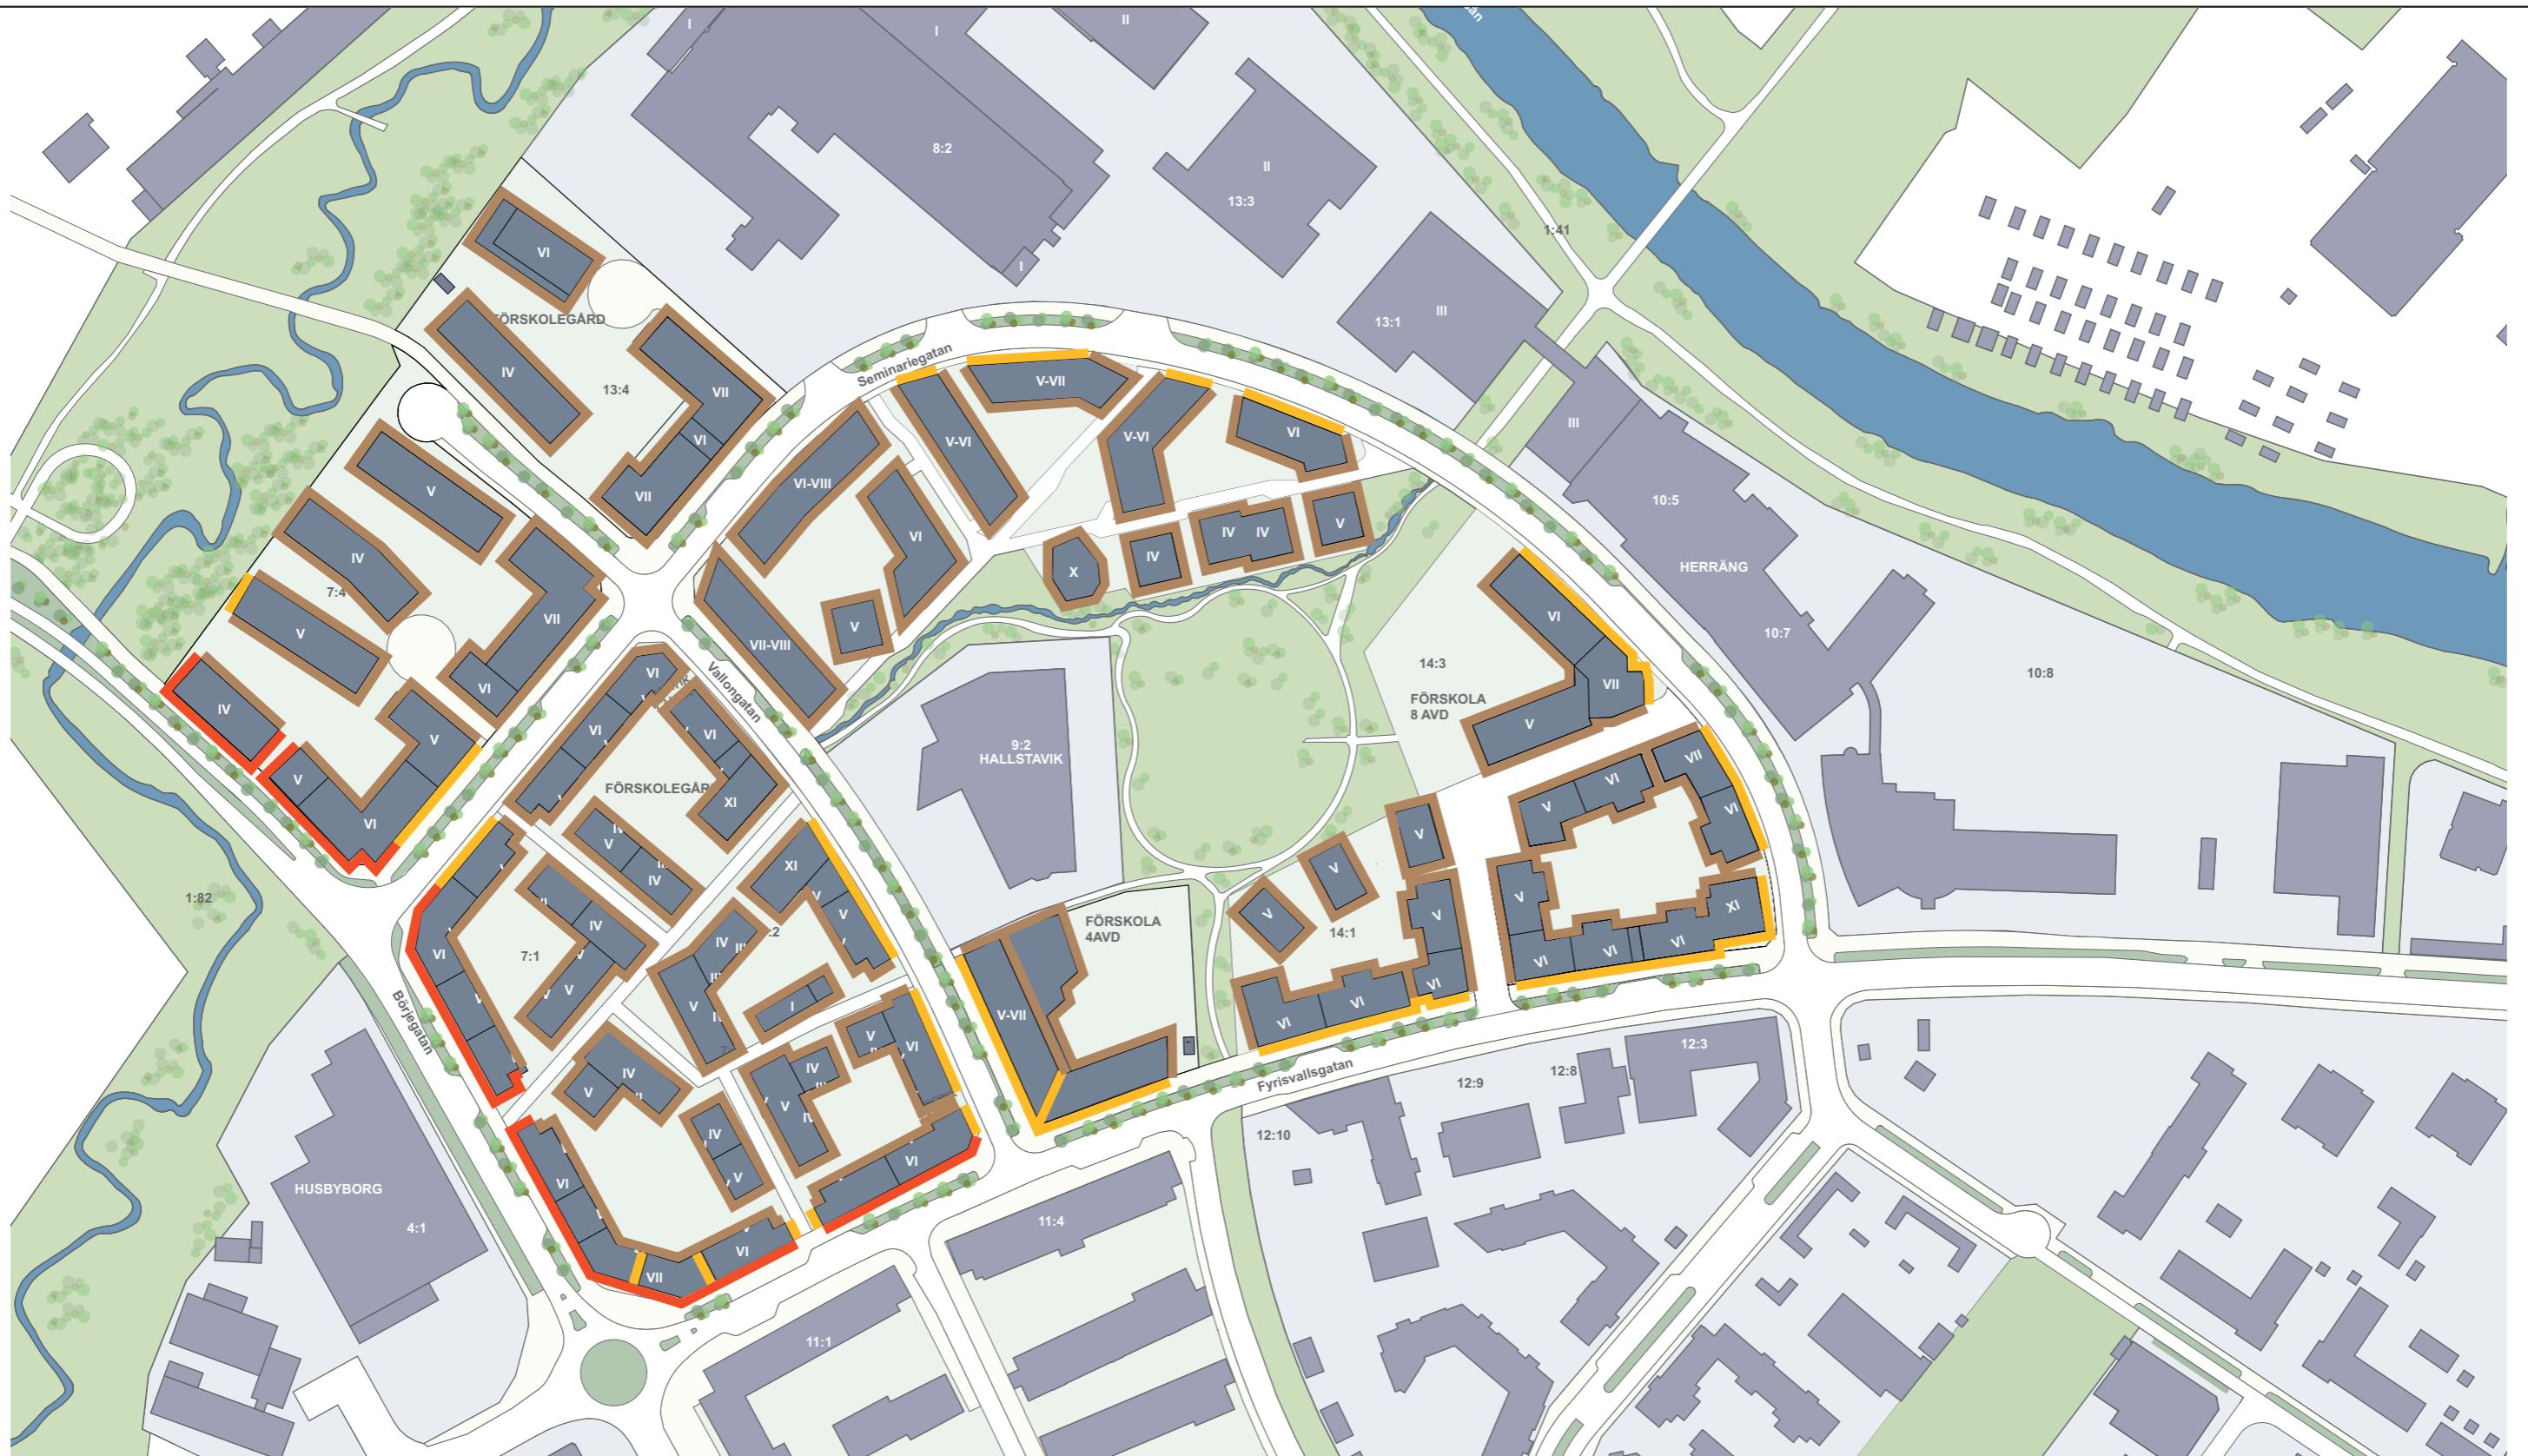 I
I
II
8:2
II
13:3
ån
1:41
I
VI
FÖRSKOLEGÅRD
IV
13:4
VII
VI
VII
III
13:1
III
10:5
HERRÄNG
10:7
10:8
Seminariegatan
V-VII
V-VI
V-VI
VI
VI-VIII
VI
V
IV
IV
IV
X
V
VII-VIII
V
IV
7:4
V
VII
VI
IV
V
V
VI
Vallongatan
VI
VI
VI
XI
FÖRSKOLEGÅR
V
IV
9:2
HALLSTAVIK
14:3
FÖRSKOLA
8 AVD
VI
VII
V
VII
VI
VI
V
V
XI
VI
VI
VI
V
V
V
V
VI
14:1
VI
VI
FÖRSKOLA
4AVD
V-VII
XI
V
:2
IV
V
I
1:82
VI
7:1
IV
V
Börjegatan
IV
V
IV
V
V
VI
IV
V
VI
VI
VII
VI
HUSBYBORG
4:1
Fyrisvallsgatan
12:9
12:8
12:3
12:10
11:4
11:1